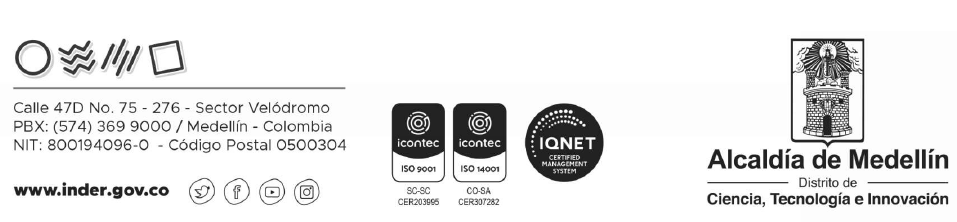 Calle 47D No. 75 - 276 - Sector Velódromo
PBX: (574) 369 9000 / Medellín - Colombia
NIT: 800194096-0 - Código Postal 0500304
www.inder.gov.co
icontec
ISO 9001
SC-SC
CER203995
icontec
ISO 14001
CO-SA
CER307282
IQNET
CERTIFIED
MANAGEMENT
SYSTEM
Alcaldía de Medellín
Distrito de
Ciencia, Tecnología e Innovación